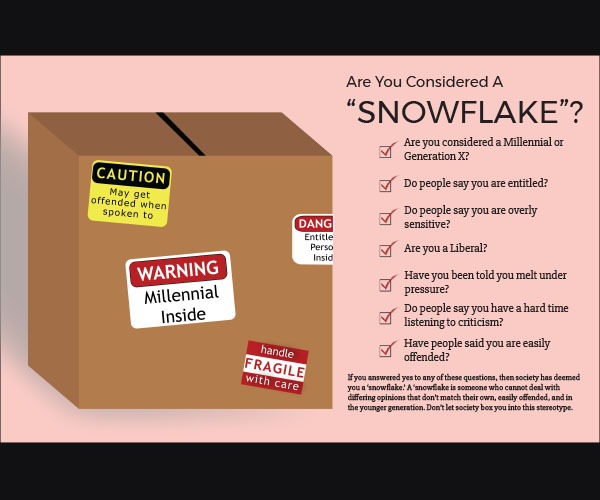 CAUTION
May get
offended when
spoken to
DANG
Entitle
Perso
Insid
WARNING
Millennial
Inside
handle
FRAGILE
with care
Are You Considered A
“SNOWFLAKE”?
Are you considered a Millennial or
Generation X?
Do people say you are entitled?
Do people say you are overly
sensitive?
Are you a Liberal?
Have you been told you melt under
pressure?
Do people say you have a hard time
listening to criticism?
Have people said you are easily
offended?
If you answered yes to any of these questions, then society has deemed
you a ‘snowflake.’ A ‘snowflake is someone who cannot deal with
differing opinions that don’t match their own, easily offended, and in
the younger generation. Don’t let society box you into this stereotype.